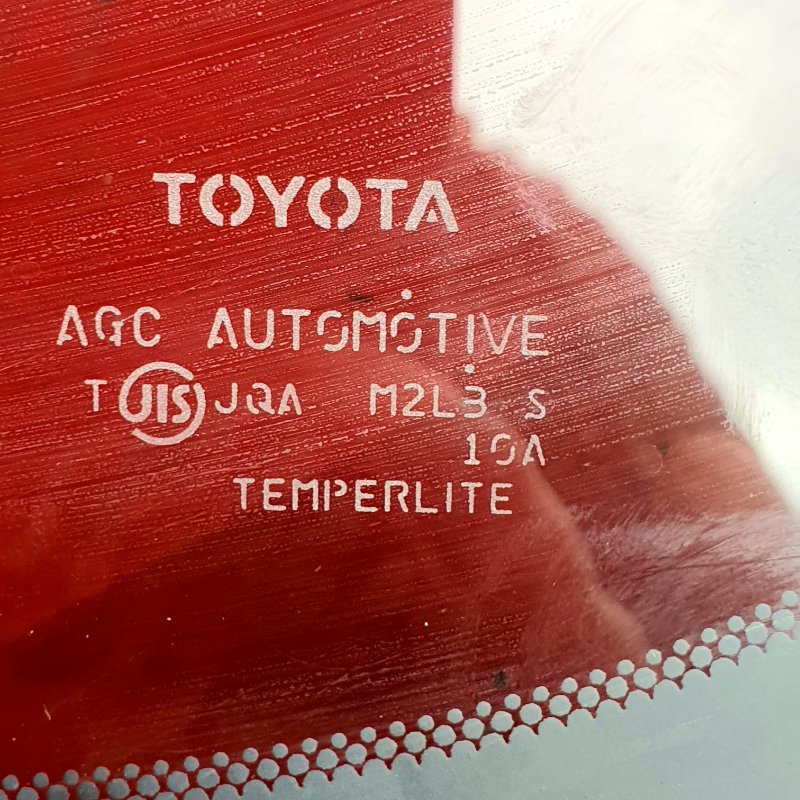 TOYOTA
AGC AUTOMOTIVE
T JIS JQA M2L3 S
10A
TEMPERLITE